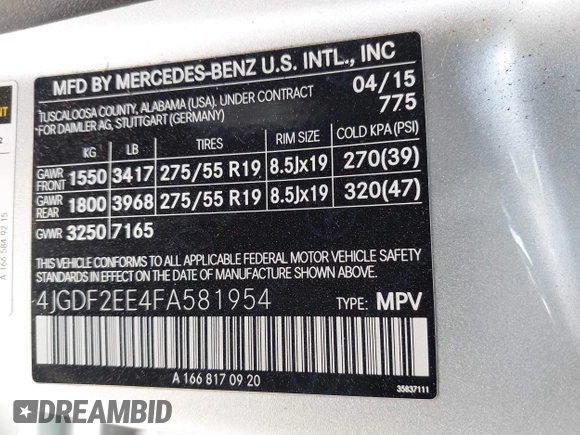 MFD BY MERCEDES-BENZ U.S. INTL., INC
TUSCALOOSA COUNTY, ALABAMA (USA). UNDER CONTRACT
*FOR DAIMLER AG, STUTTGART (GERMANY)
04/15
775
KG LB TIRES RIM SIZE COLD KPA (PSI)
GAWR FRONT 1550 3417 275/55 R19 8.5Jx19 270(39)
GAWR REAR 1800 3968 275/55 R19 8.5Jx19 320(47)
GVWR 3250 7165
THIS VEHICLE CONFORMS TO ALL APPLICABLE FEDERAL MOTOR VEHICLE SAFETY
STANDARDS IN EFFECT ON THE DATE OF MANUFACTURE SHOWN ABOVE.
4JGDF2EE4FA581954 TYPE: MPV
A 166 817 09 20
35837111
A 166 584 92 15
DREAMBID